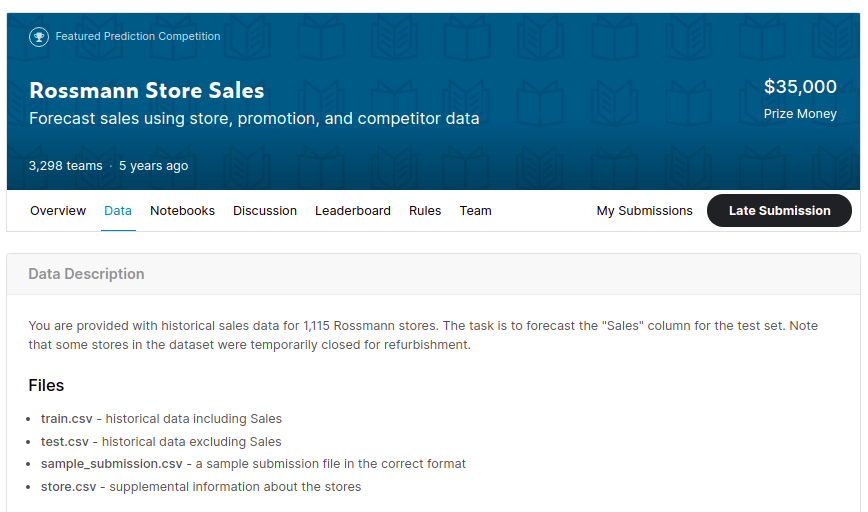 Featured Prediction Competition
Rossmann Store Sales
Forecast sales using store, promotion, and competitor data
$35,000
Prize Money
3,298 teams · 5 years ago
Overview Data Notebooks Discussion Leaderboard Rules Team My Submissions Late Submission
Data Description
You are provided with historical sales data for 1,115 Rossmann stores. The task is to forecast the "Sales" column for the test set. Note
that some stores in the dataset were temporarily closed for refurbishment.
Files
• train.csv - historical data including Sales
• test.csv - historical data excluding Sales
• sample_submission.csv - a sample submission file in the correct format
• store.csv - supplemental information about the stores